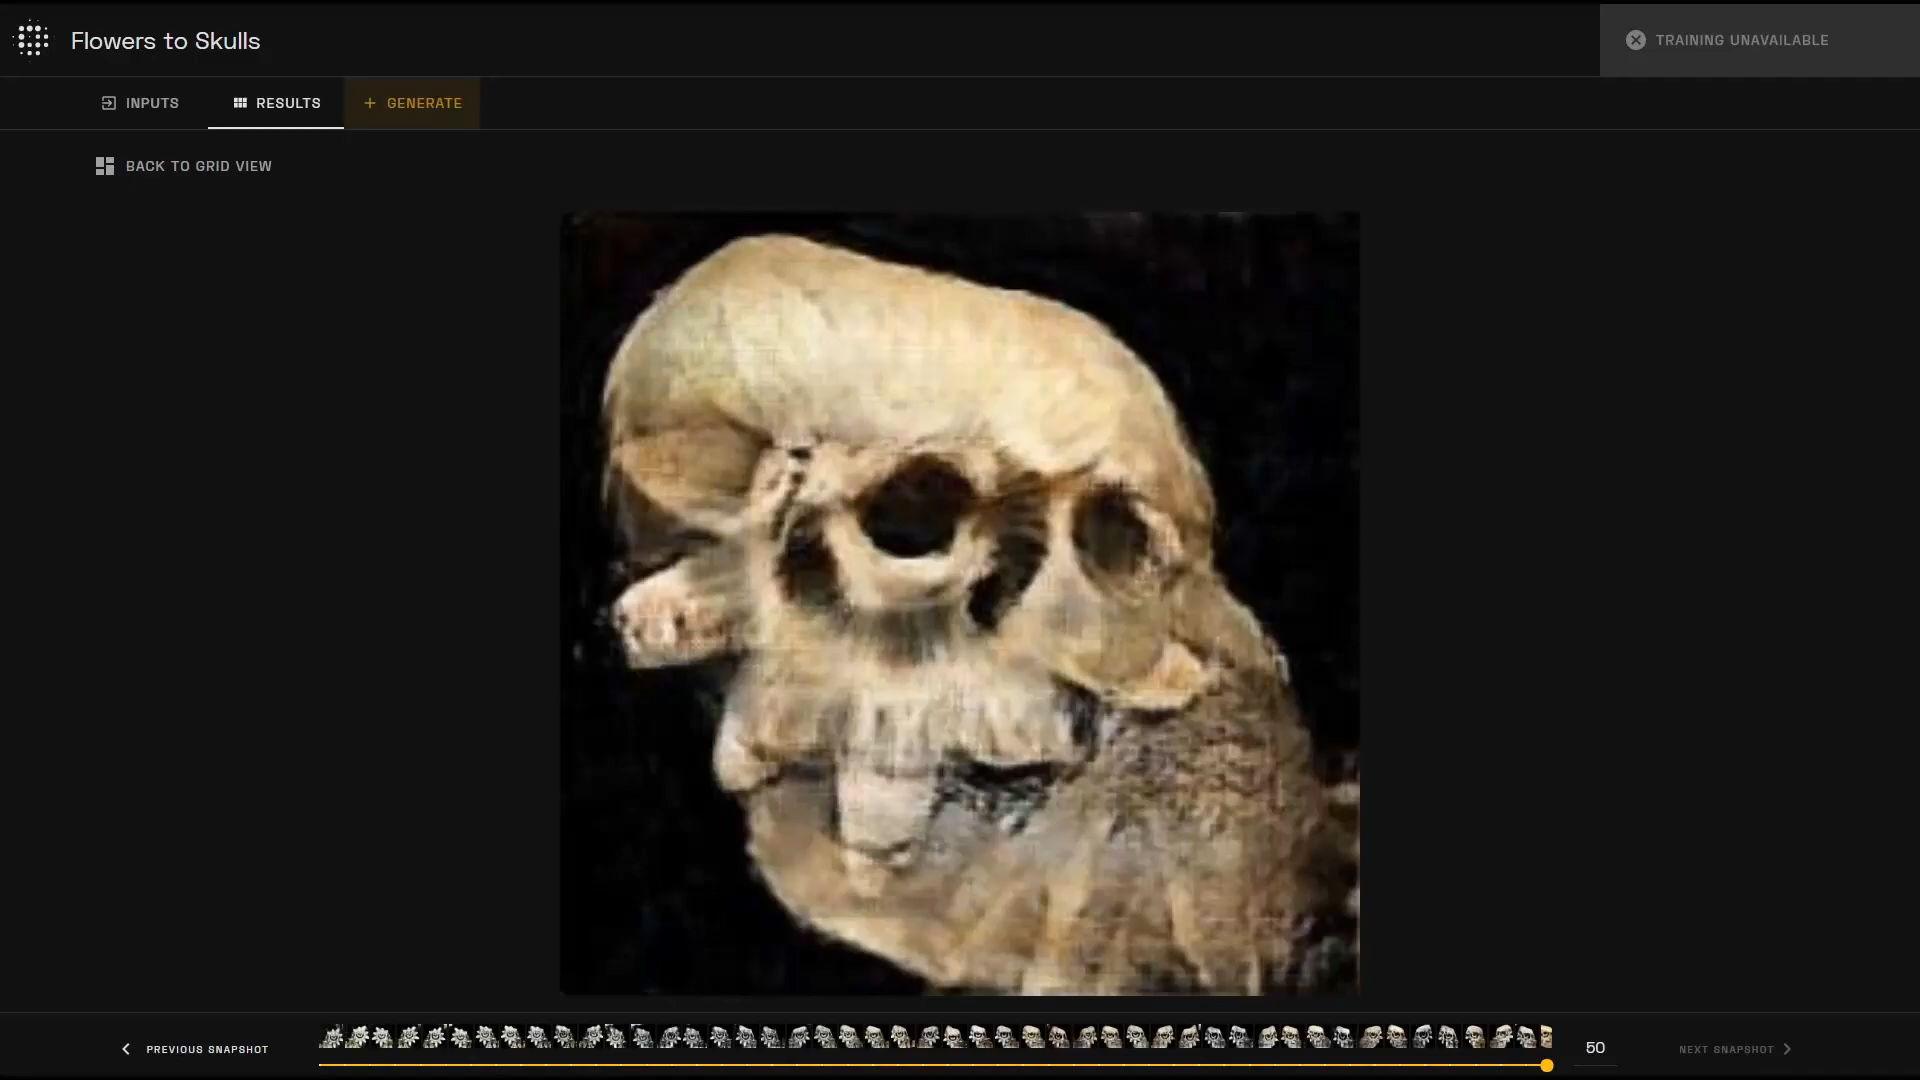 Flowers to Skulls
TRAINING UNAVAILABLE
INPUTS
RESULTS
+ GENERATE
BACK TO GRID VIEW
PREVIOUS SNAPSHOT
50
NEXT SNAPSHOT